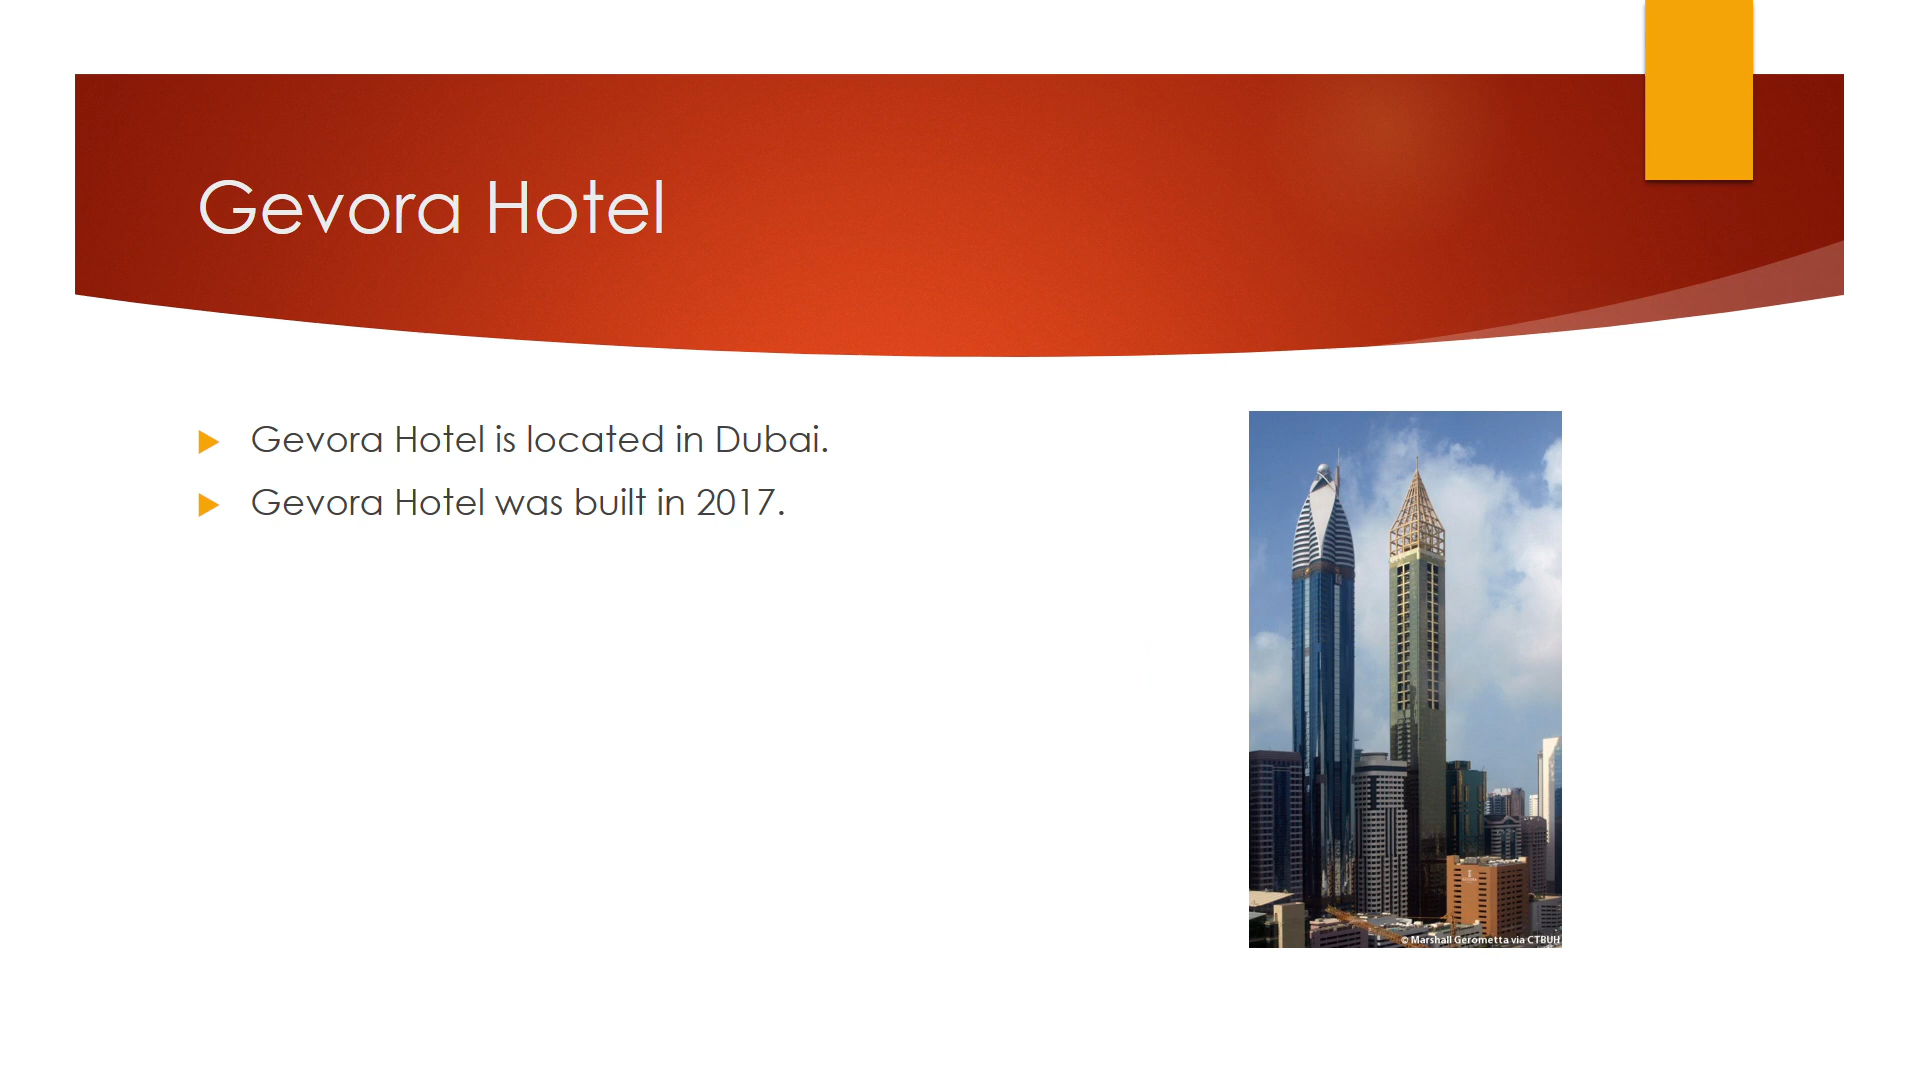 Gevora Hotel
Gevora Hotel is located in Dubai.
Gevora Hotel was built in 2017.
© Marshall Gerometta via CTBUH